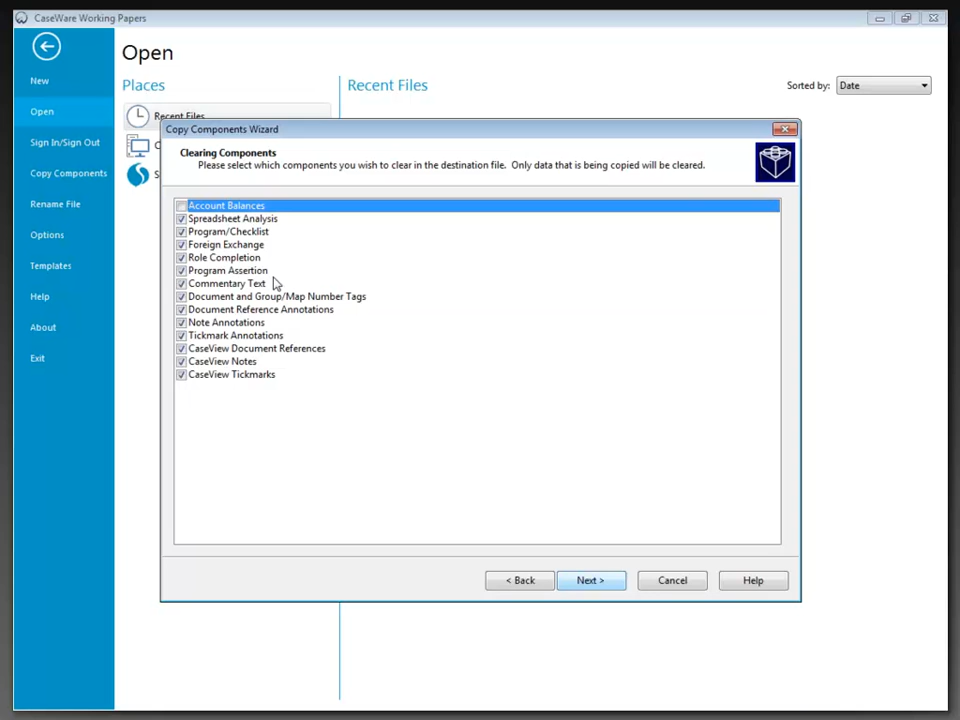 CaseWare Working Papers
Open
New
Open
Sign In/Sign Out
Copy Components
Rename File
Options
Templates
Help
About
Exit
Places
Recent Files
Recent Files
Sorted by: Date
Copy Components Wizard
Clearing Components
Please select which components you wish to clear in the destination file. Only data that is being copied will be cleared.
Account Balances
Spreadsheet Analysis
Program/Checklist
Foreign Exchange
Role Completion
Program Assertion
Commentary Text
Document and Group/Map Number Tags
Document Reference Annotations
Note Annotations
Tickmark Annotations
CaseView Document References
CaseView Notes
CaseView Tickmarks
< Back
Next >
Cancel
Help